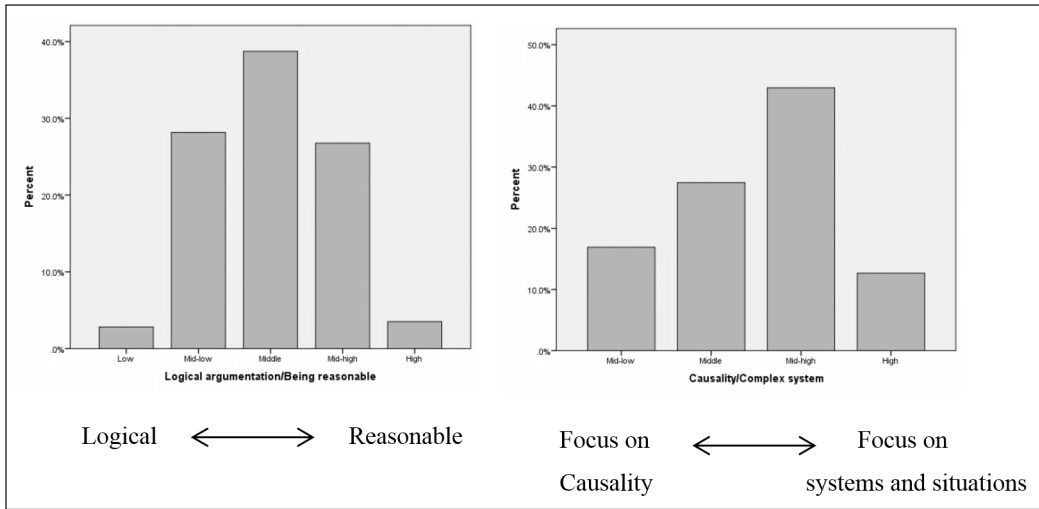 40.0%
30.0%
20.0%
10.0%
.0%
Percent
Low Mid-low Middle Mid-high High
Logical argumentation/Being reasonable
Logical Reasonable
50.0%
40.0%
30.0%
20.0%
10.0%
.0%
Percent
Mid-low Middle Mid-high High
Causality/Complex system
Focus on Focus on
Causality systems and situations